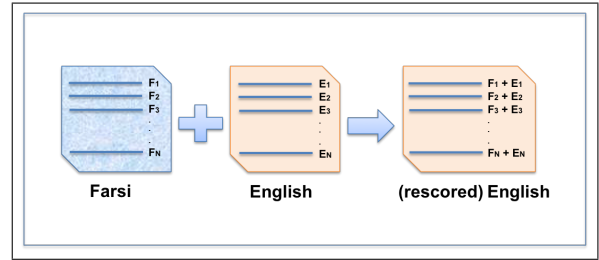 F1
F2
F3
.
.
.
FN
Farsi
E1
E2
E3
.
.
.
EN
English
F1 + E1
F2 + E2
F3 + E3
.
.
.
FN + EN
(rescored) English